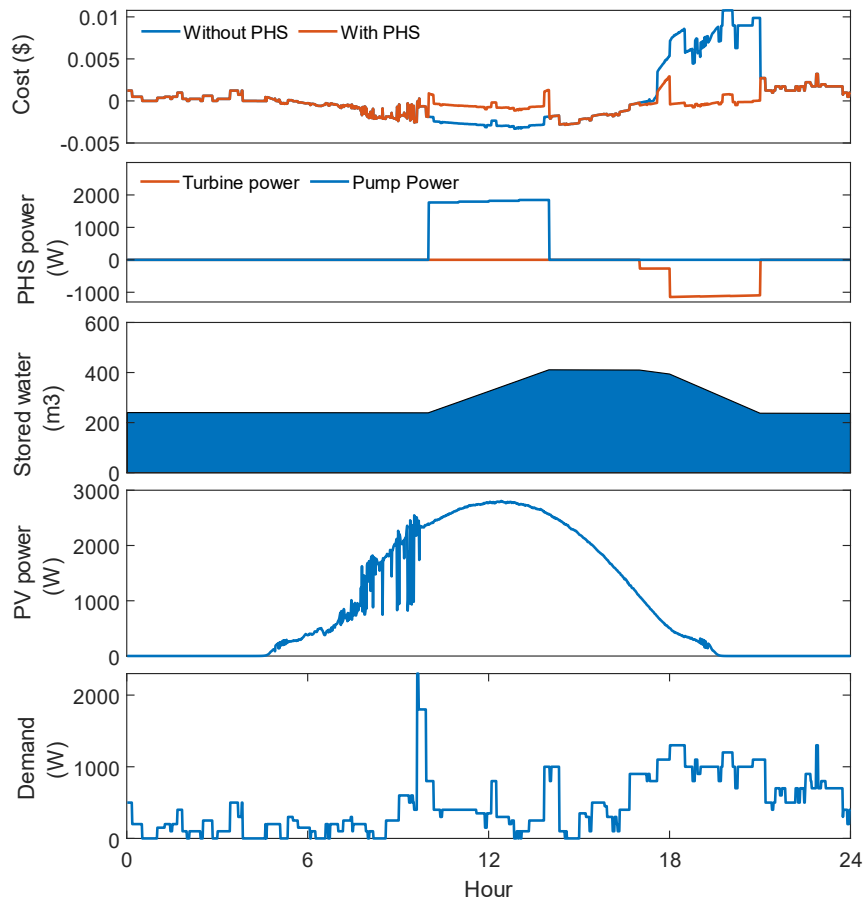 0.01
0.005
0
-0.005
Cost ($)
Without PHS
With PHS
2000
1000
0
-1000
PHS power
(W)
Turbine power
Pump Power
600
400
200
0
Stored water
(m3)
3000
2000
1000
0
PV power
(W)
2000
1000
0
Demand
(W)
0 6 12 18 24
Hour